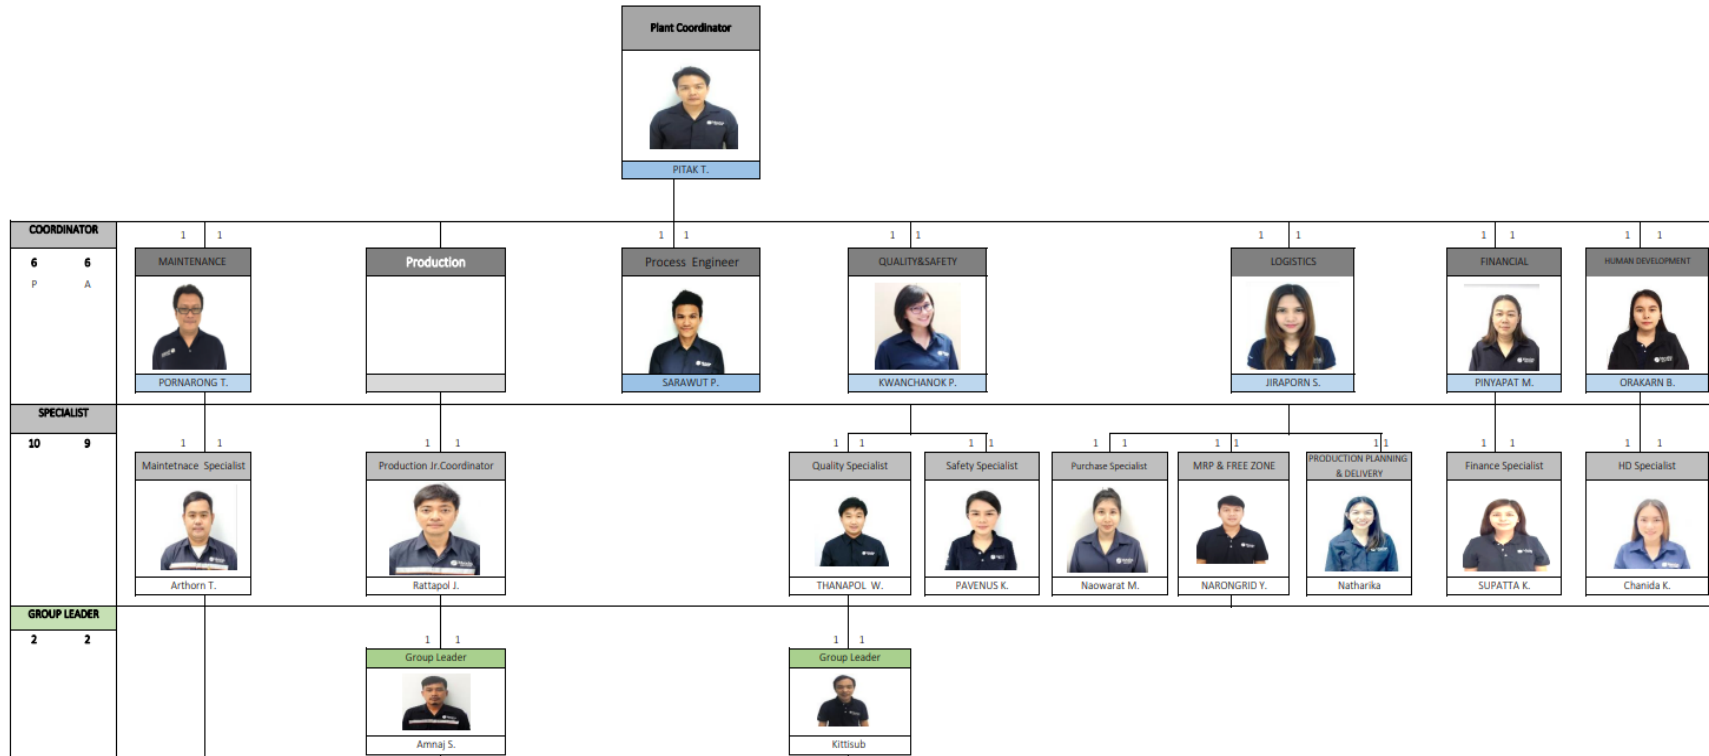 Plant Coordinator
PITAK T.
COORDINATOR
6 6
P A
1 1
MAINTENANCE
PORNARONG T.
Production
1 1
Process Engineer
SARAWUT P.
1 1
QUALITY&SAFETY
KWANCHANOK P.
1 1
LOGISTICS
JIRAPORN S.
1 1
FINANCIAL
PINYAPAT M.
1 1
HUMAN DEVELOPMENT
ORAKARN B.
SPECIALIST
10 9
1 1
Maintetnace Specialist
Arthorn T.
1 1
Production Jr.Coordinator
Rattapol J.
1 1
Quality Specialist
THANAPOL W.
1 1
Safety Specialist
PAVENUS K.
1 1
Purchase Specialist
Naowarat M.
1 1
MRP & FREE ZONE
NARONGRID Y.
1 1
PRODUCTION PLANNING
& DELIVERY
Natharika
1 1
Finance Specialist
SUPATTA K.
1 1
HD Specialist
Chanida K.
GROUP LEADER
2 2
1 1
Group Leader
Amnaj S.
1 1
Group Leader
Kittisub